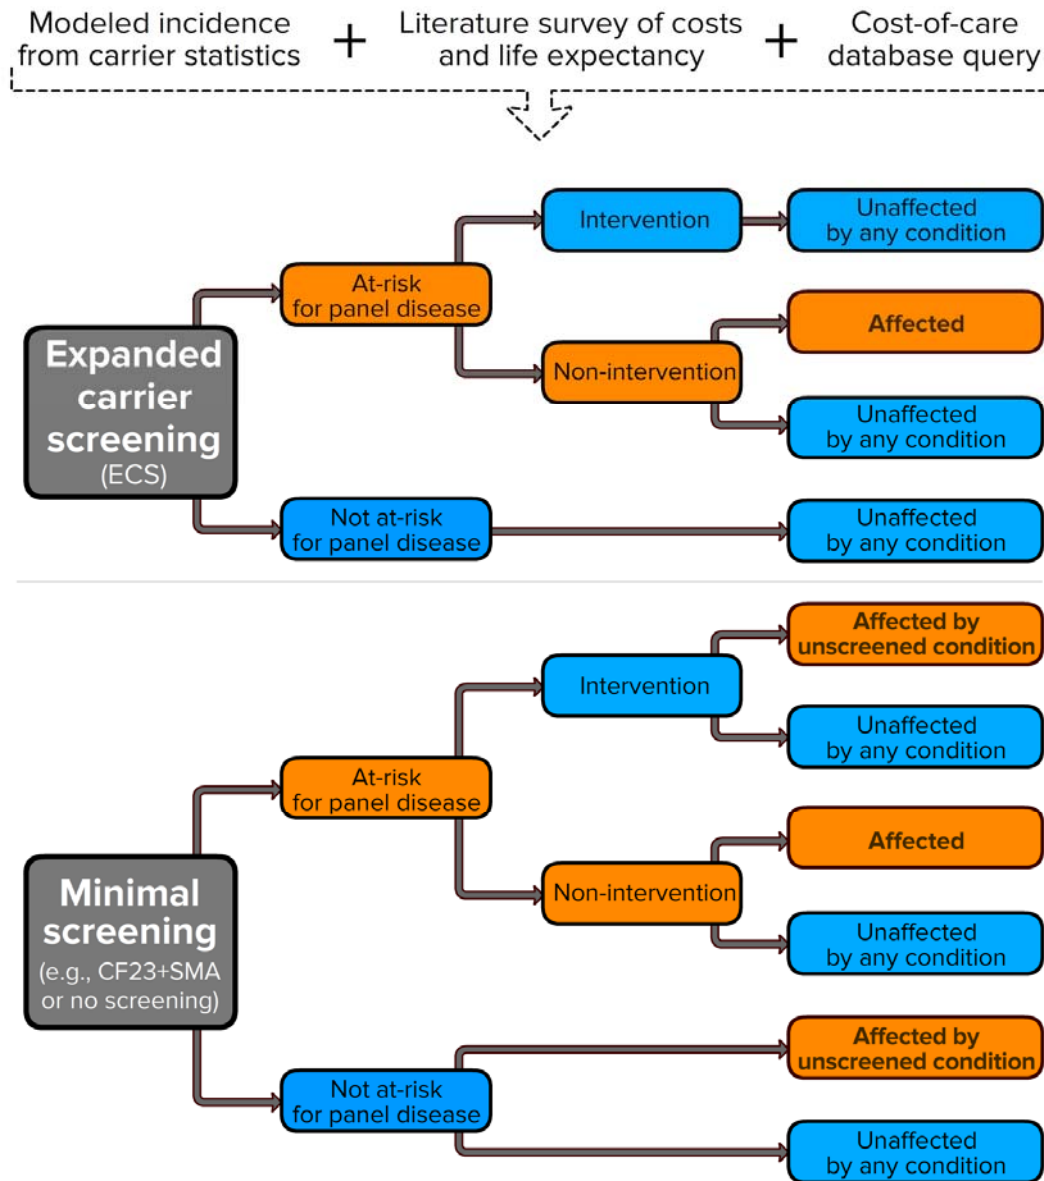 Modeled incidence
from carrier statistics
+
Literature survey of costs
and life expectancy
+
Cost-of-care
database query
Expanded
carrier
screening
(ECS)
At-risk
for panel disease
Intervention
Unaffected
by any condition
Non-intervention
Affected
Unaffected
by any condition
Not at-risk
for panel disease
Unaffected
by any condition
Minimal
screening
(e.g., CF23+SMA
or no screening)
At-risk
for panel disease
Intervention
Affected by
unscreened condition
Unaffected
by any condition
Non-intervention
Affected
Unaffected
by any condition
Not at-risk
for panel disease
Affected by
unscreened condition
Unaffected
by any condition